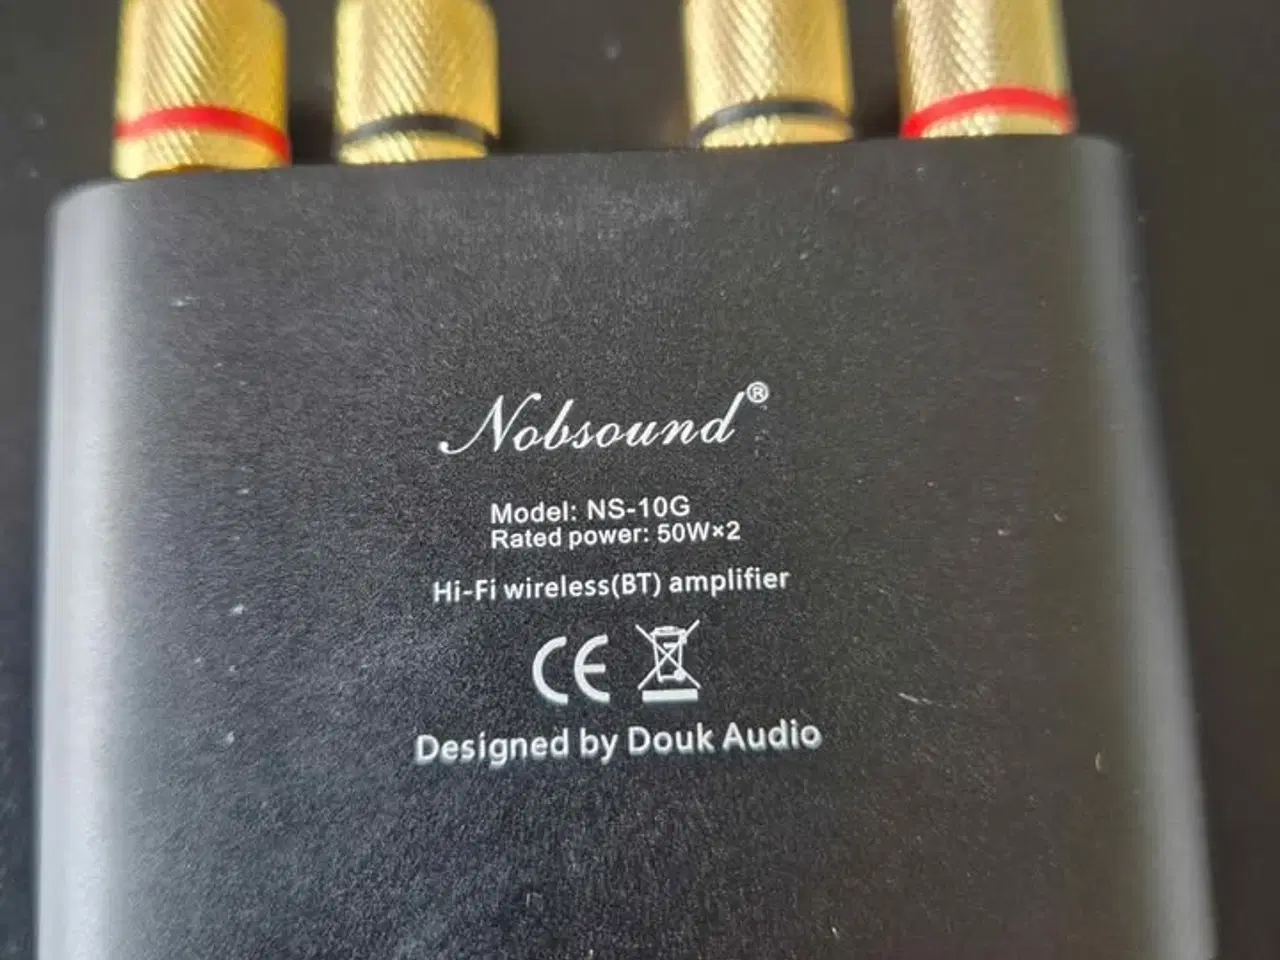 Nobsound®
Model: NS-10G
Rated power: 50W×2
Hi-Fi wireless(BT) amplifier
CE
Designed by Douk Audio